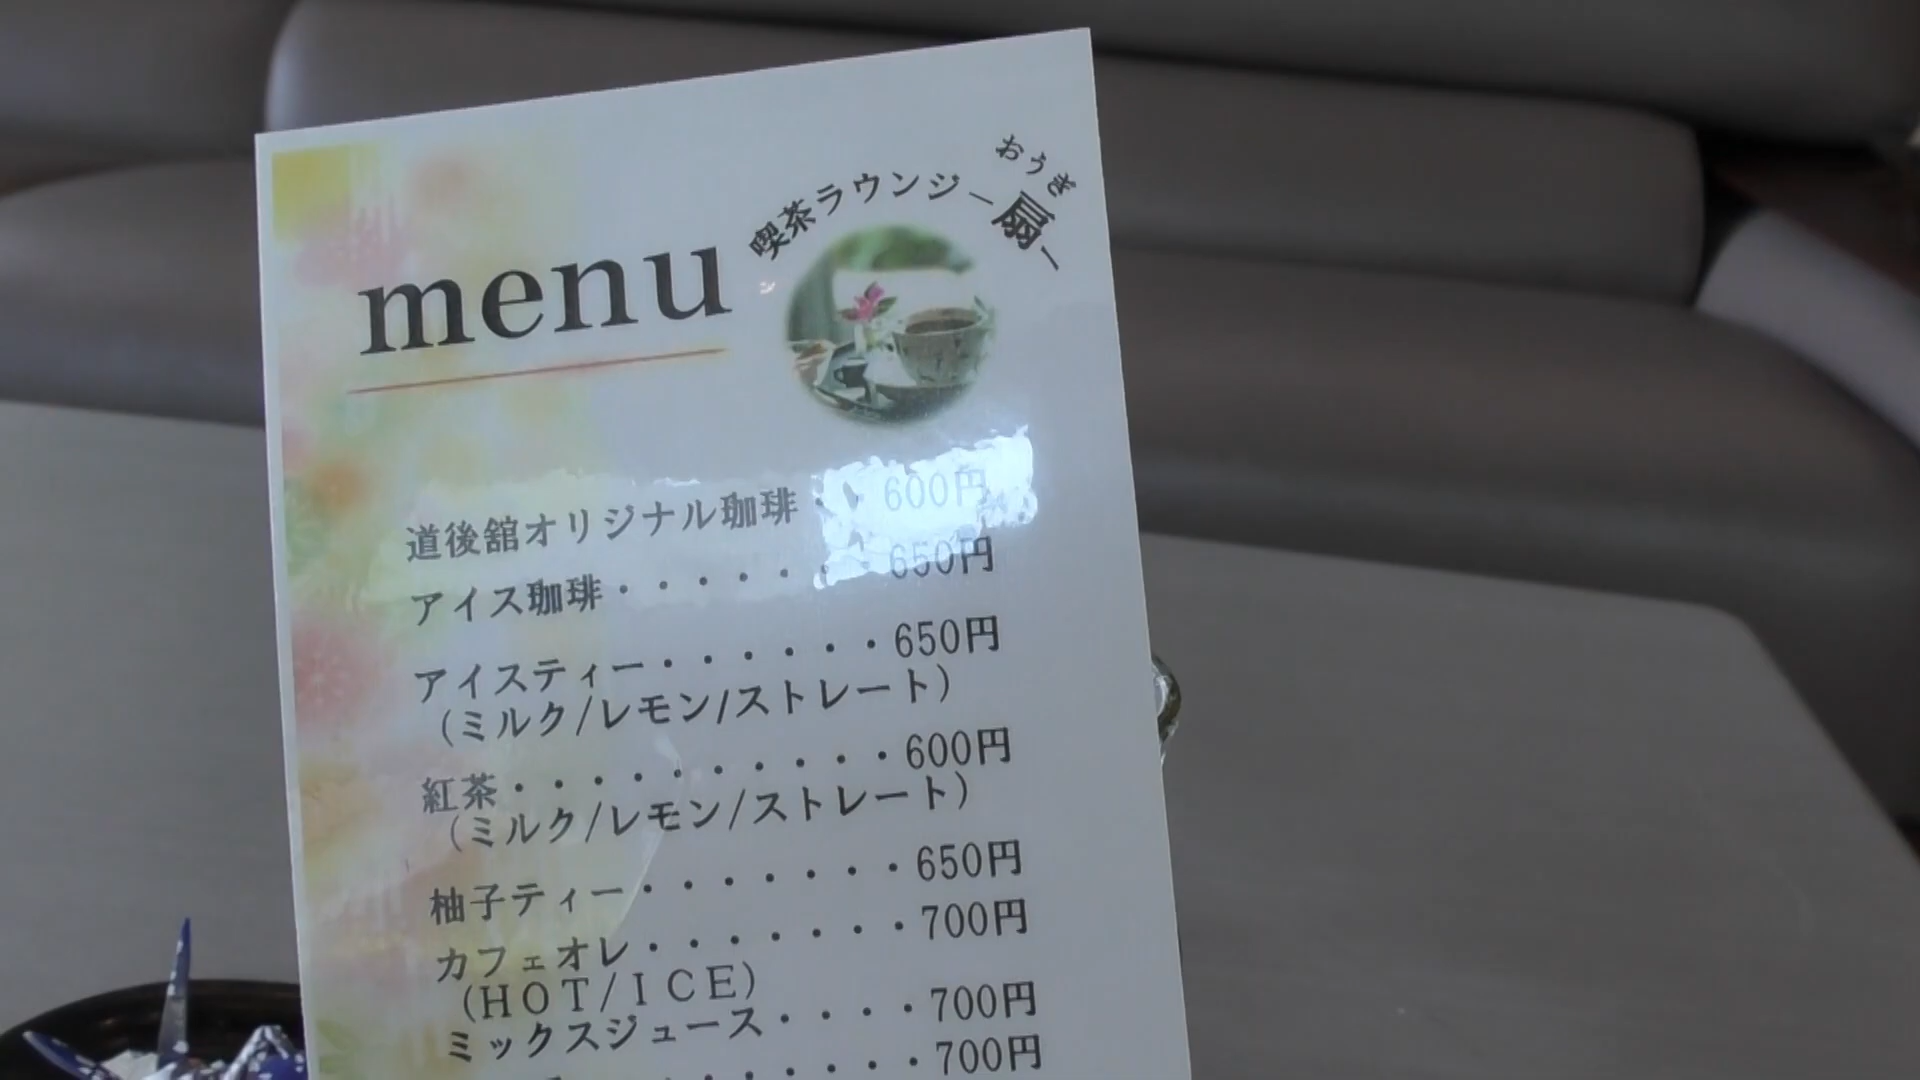 menu
喫茶ラウンジ―扇―
おうぎ
道後舘オリジナル珈琲・・600円
アイス珈琲・・・・・・・650円
アイスティー・・・・・・650円
(ミルク/レモン/ストレート)
紅茶・・・・・・・・・・600円
(ミルク/レモン/ストレート)
柚子ティー・・・・・・・650円
カフェオレ・・・・・・・700円
(HOT/ICE)
ミックスジュース・・・・700円
・・・・・・700円